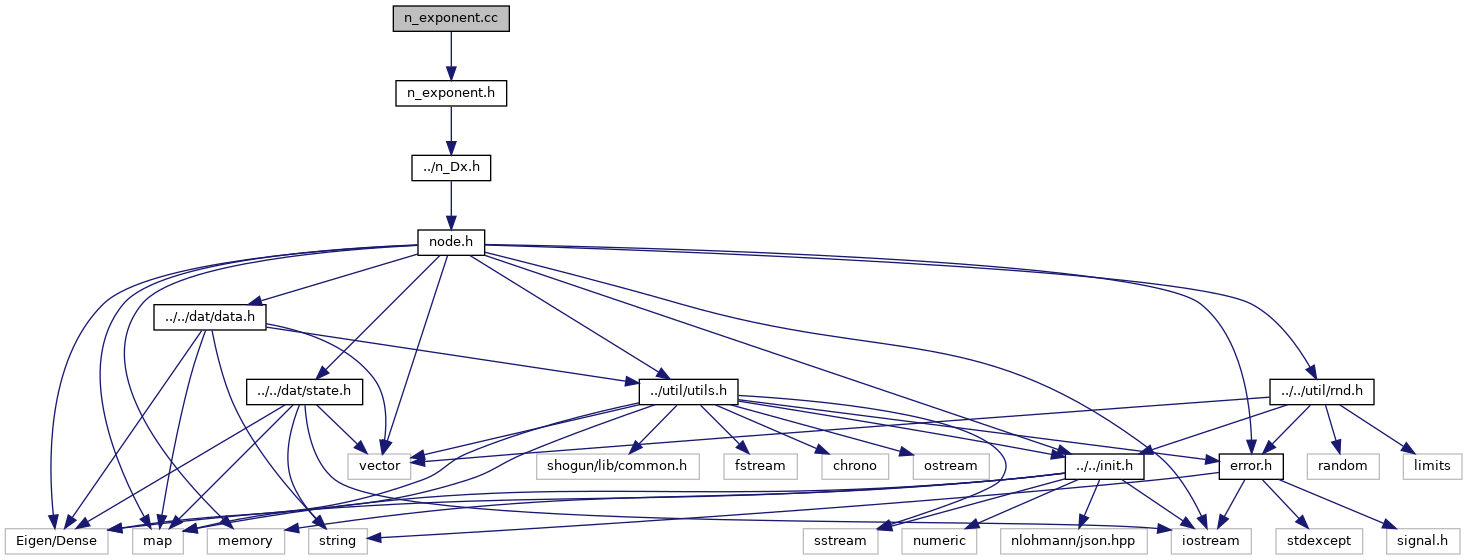 n_exponent.cc
n_exponent.h
../n_Dx.h
node.h
../../dat/data.h
../../dat/state.h
../util/utils.h
../../util/rnd.h
vector
shogun/lib/common.h
fstream
chrono
ostream
../../init.h
error.h
random
limits
Eigen/Dense
map
memory
string
sstream
numeric
nlohmann/json.hpp
iostream
stdexcept
signal.h